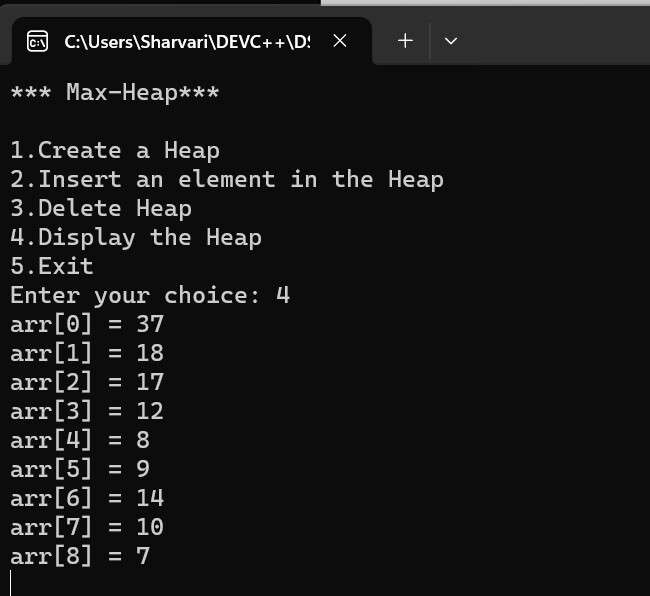 C:\Users\Sharvari\DEVC++\DS
*** Max-Heap***
1.Create a Heap
2.Insert an element in the Heap
3.Delete Heap
4.Display the Heap
5.Exit
Enter your choice: 4
arr[0] = 37
arr[1] = 18
arr[2] = 17
arr[3] = 12
arr[4] = 8
arr[5] = 9
arr[6] = 14
arr[7] = 10
arr[8] = 7